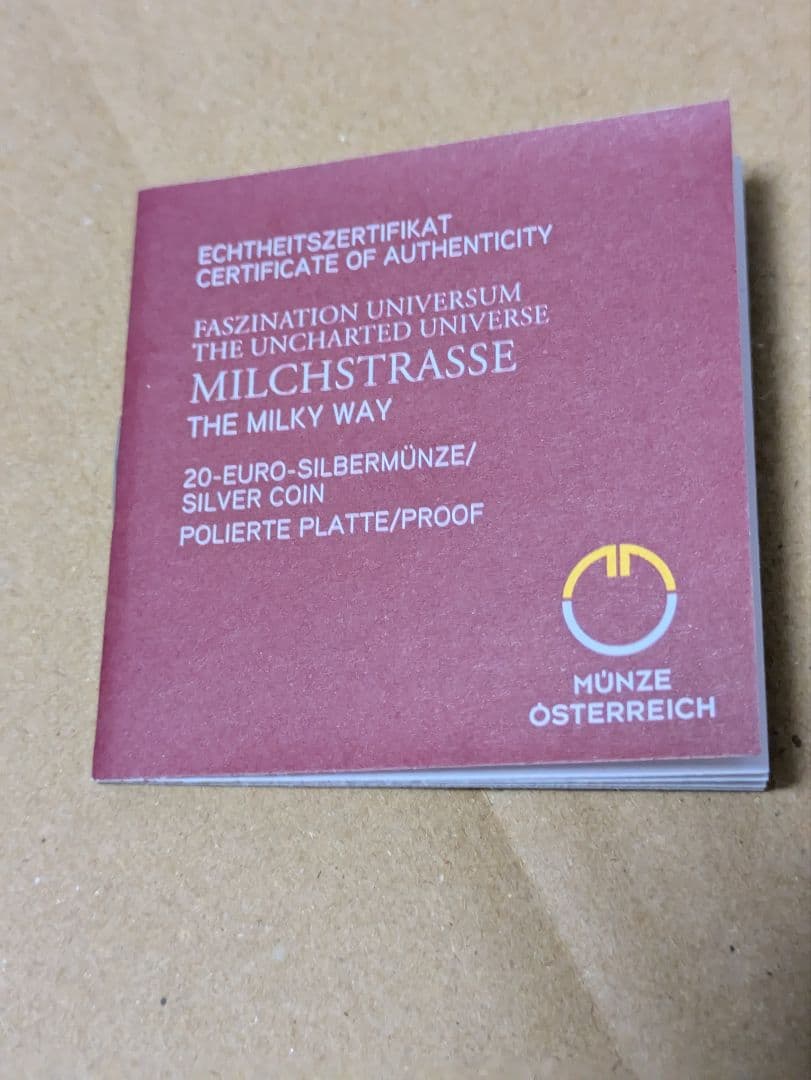 ECHTHEITSZERTIFIKAT
CERTIFICATE OF AUTHENTICITY
FASZINATION UNIVERSUM
THE UNCHARTED UNIVERSE
MILCHSTRASSE
THE MILKY WAY
20-EURO-SILBERMÜNZE/
SILVER COIN
POLIERTE PLATTE/PROOF
MÜNZE
ÖSTERREICH